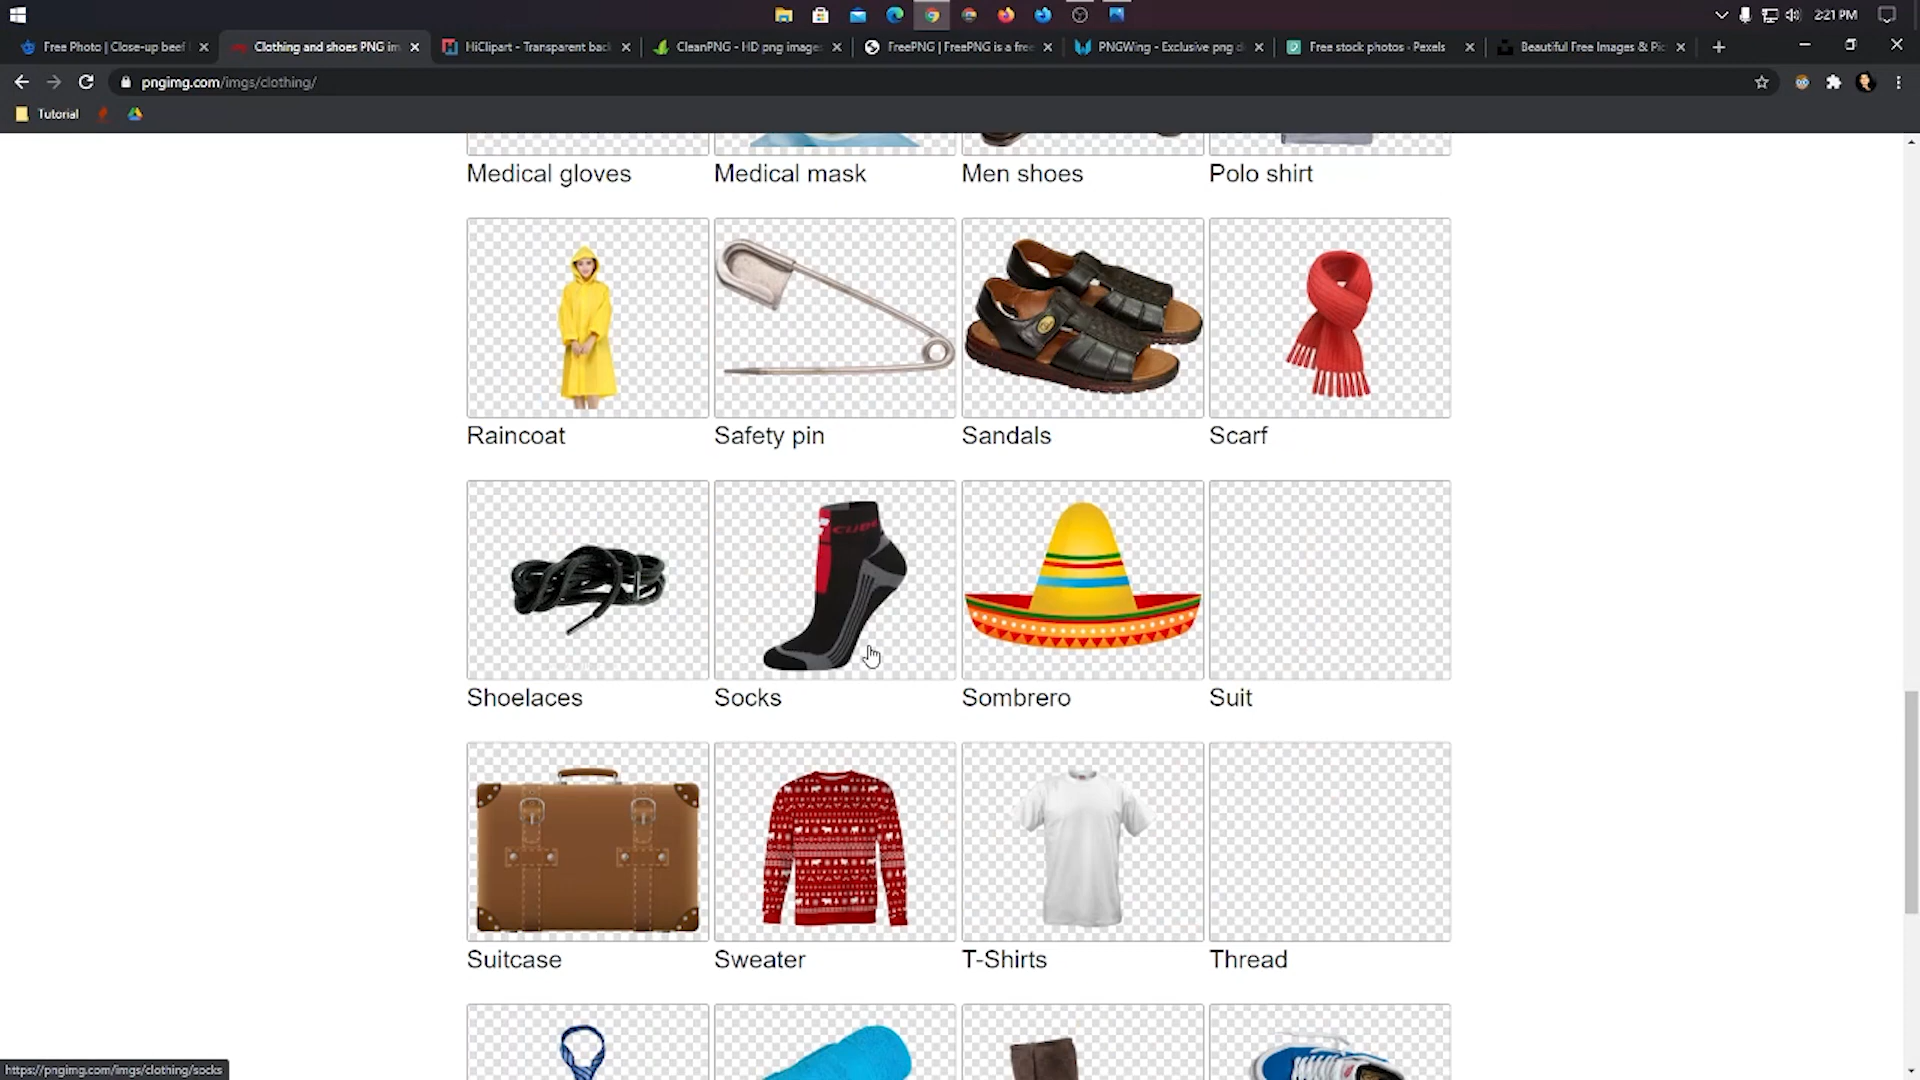 2:21 PM
Free Photo | Close-up beef
Clothing and shoes PNG im
HiClipart - Transparent back
CleanPNG - HD png images
FreePNG | FreePNG is a free
PNGWing - Exclusive png d
Free stock photos · Pexels
Beautiful Free Images & Pic
pngimg.com/imgs/clothing/
Tutorial
Medical gloves
Medical mask
Men shoes
Polo shirt
Raincoat
Safety pin
Sandals
Scarf
CUBE
Shoelaces
Socks
Sombrero
Suit
Suitcase
Sweater
T-Shirts
Thread
https://pngimg.com/imgs/clothing/socks